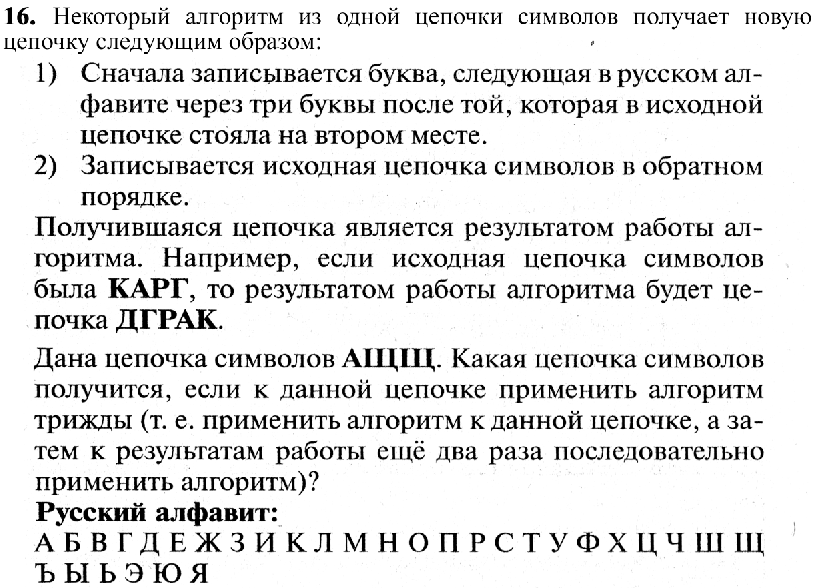 16. Некоторый алгоритм из одной цепочки символов получает новую
цепочку следующим образом:
1) Сначала записывается буква, следующая в русском ал-
фавите через три буквы после той, которая в исходной
цепочке стояла на втором месте.
2) Записывается исходная цепочка символов в обратном
порядке.
Получившаяся цепочка является результатом работы ал-
горитма. Например, если исходная цепочка символов
была КАРГ, то результатом работы алгоритма будет це-
почка ДГРАК.
Дана цепочка символов АЩЩ. Какая цепочка символов
получится, если к данной цепочке применить алгоритм
трижды (т. е. применить алгоритм к данной цепочке, а за-
тем к результатам работы ещё два раза последовательно
применить алгоритм)?
Русский алфавит:
А Б В Г Д Е Ж З И К Л М Н О П Р С Т У Ф Х Ц Ч Ш Щ
Ъ Ы Ь Э Ю Я